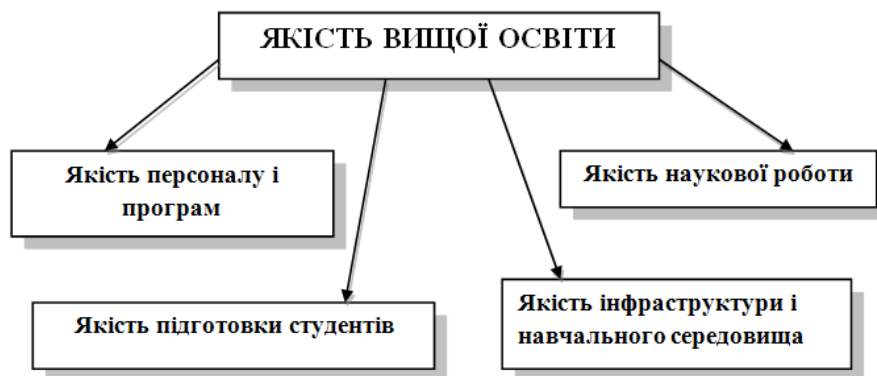 ЯКІСТЬ ВИЩОЇ ОСВІТИ
Якість персоналу і
програм
Якість наукової роботи
Якість підготовки студентів
Якість інфраструктури і
навчального середовища